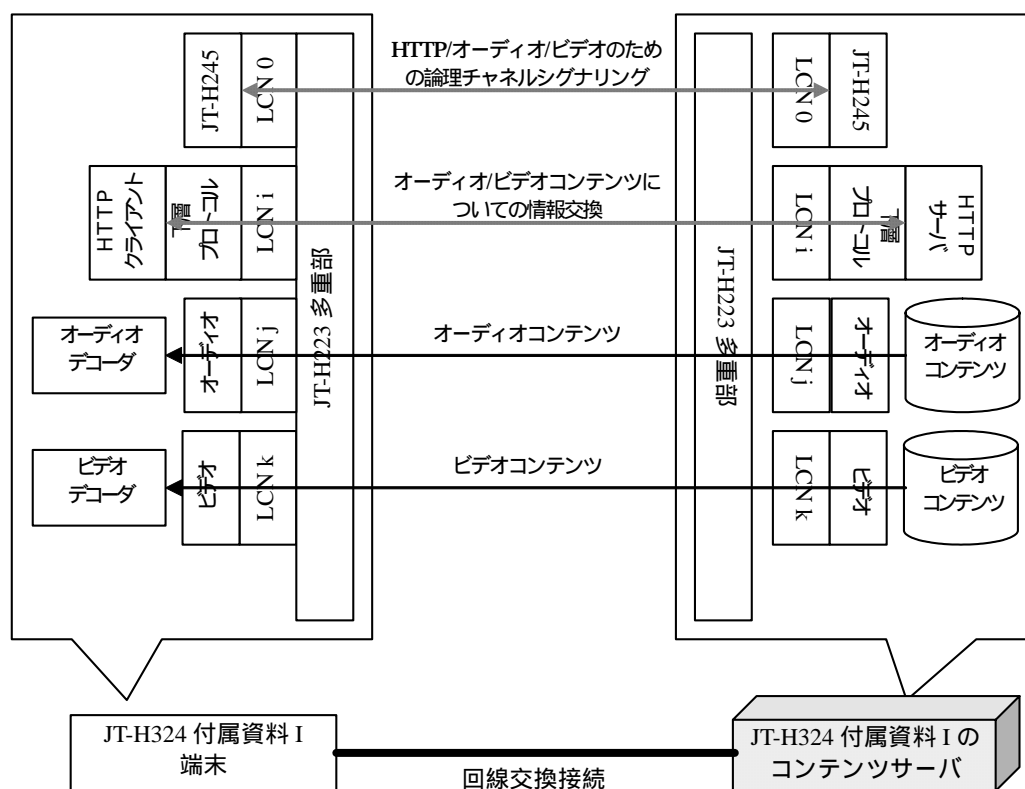 HTTP/オーディオ/ビデオのため
の論理チャネルシグナリング
JT-H245
LCN 0
LCN 0
JT-H245
オーディオ/ビデオコンテンツに
ついての情報交換
HTTP
クライアント
下層
プロトコル
LCN i
LCN i
下層
プロトコル
HTTP
サーバ
JT-H223 多重部
JT-H223 多重部
オーディオ
デコーダ
オーディオ
LCN j
オーディオコンテンツ
LCN j
オーディオ
オーディオ
コンテンツ
ビデオ
デコーダ
ビデオ
LCN k
ビデオコンテンツ
LCN k
ビデオ
ビデオ
コンテンツ
JT-H324 付属資料 I
端末
回線交換接続
JT-H324 付属資料 I の
コンテンツサーバ